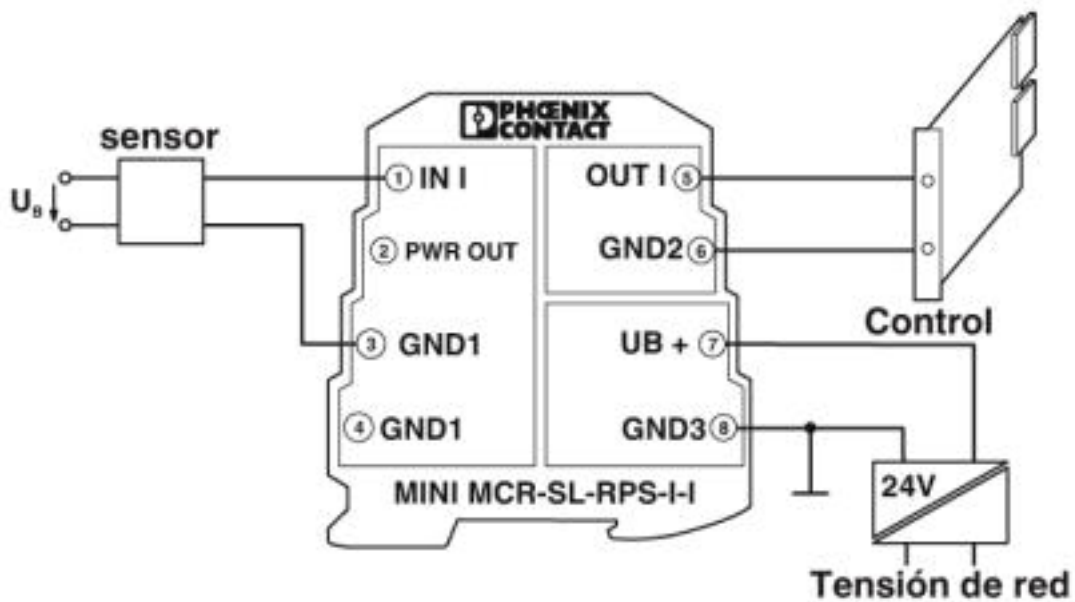 PHŒNIX
CONTACT
sensor
U_B
1 IN I
OUT I 5
2 PWR OUT
GND2 6
Control
3 GND1
UB + 7
4 GND1
GND3 8
24V
MINI MCR-SL-RPS-I-I
Tensión de red